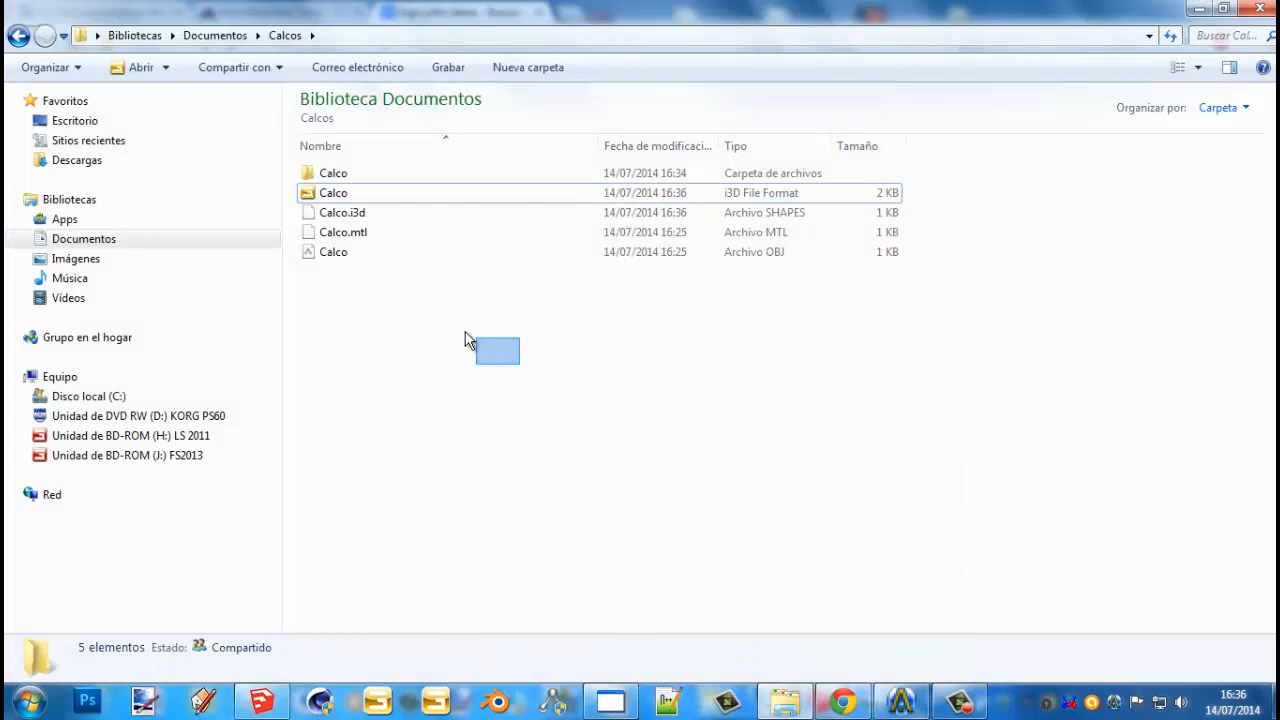 Bibliotecas Documentos Calcos
Buscar Cal...
Organizar Abrir Compartir con Correo electrónico Grabar Nueva carpeta
Favoritos
Escritorio
Sitios recientes
Descargas
Bibliotecas
Apps
Documentos
Imágenes
Música
Vídeos
Grupo en el hogar
Equipo
Disco local (C:)
Unidad de DVD RW (D:) KORG PS60
Unidad de BD-ROM (H:) LS 2011
Unidad de BD-ROM (J:) FS2013
Red
Biblioteca Documentos
Calcos
Organizar por: Carpeta
Nombre Fecha de modificaci... Tipo Tamaño
Calco 14/07/2014 16:34 Carpeta de archivos
Calco 14/07/2014 16:36 i3D File Format 2 KB
Calco.i3d 14/07/2014 16:36 Archivo SHAPES 1 KB
Calco.mtl 14/07/2014 16:25 Archivo MTL 1 KB
Calco 14/07/2014 16:25 Archivo OBJ 1 KB
5 elementos Estado: Compartido
Ps
16:36
14/07/2014